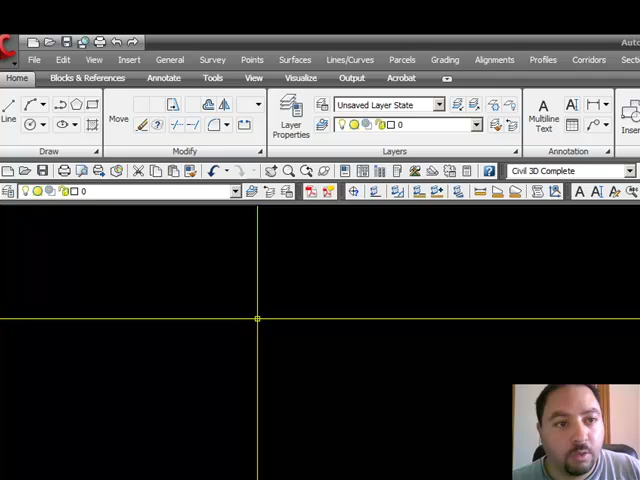 Auto
File Edit View Insert General Survey Points Surfaces Lines/Curves Parcels Grading Alignments Profiles Corridors Secti
Home Blocks & References Annotate Tools View Visualize Output Acrobat
Unsaved Layer State
Line Move Layer Properties 0 Multiline Text Inser
Draw Modify Layers Annotation
Civil 3D Complete
0